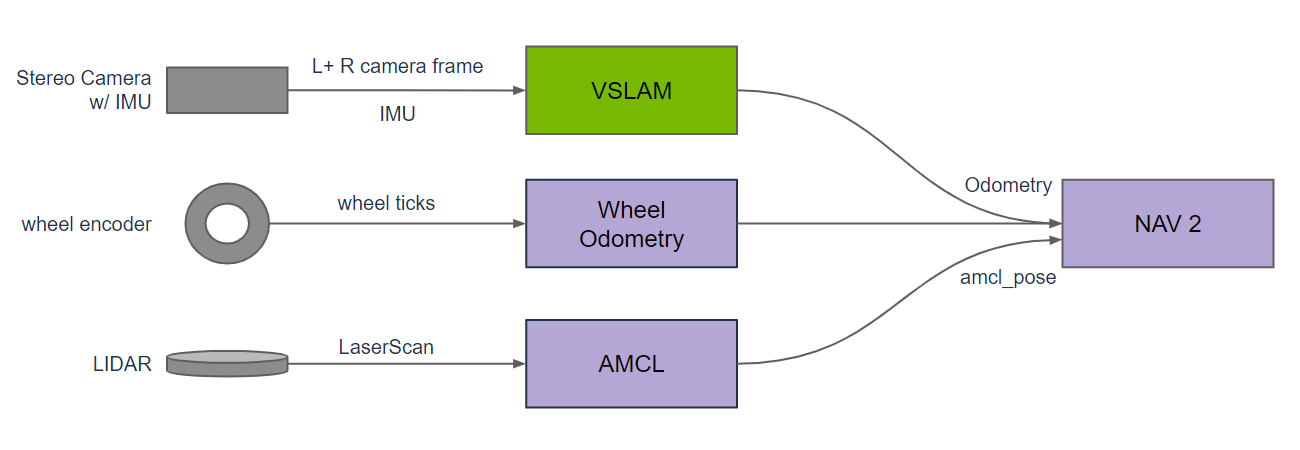 Stereo Camera
w/ IMU
L+ R camera frame
IMU
VSLAM
wheel encoder
wheel ticks
Wheel
Odometry
Odometry
NAV 2
amcl_pose
LIDAR
LaserScan
AMCL